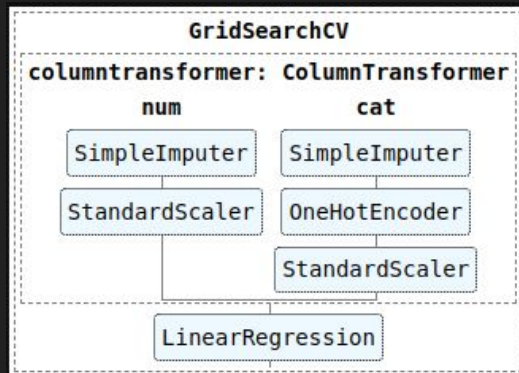 GridSearchCV
columntransformer: ColumnTransformer
num cat
SimpleImputer SimpleImputer
StandardScaler OneHotEncoder
StandardScaler
LinearRegression